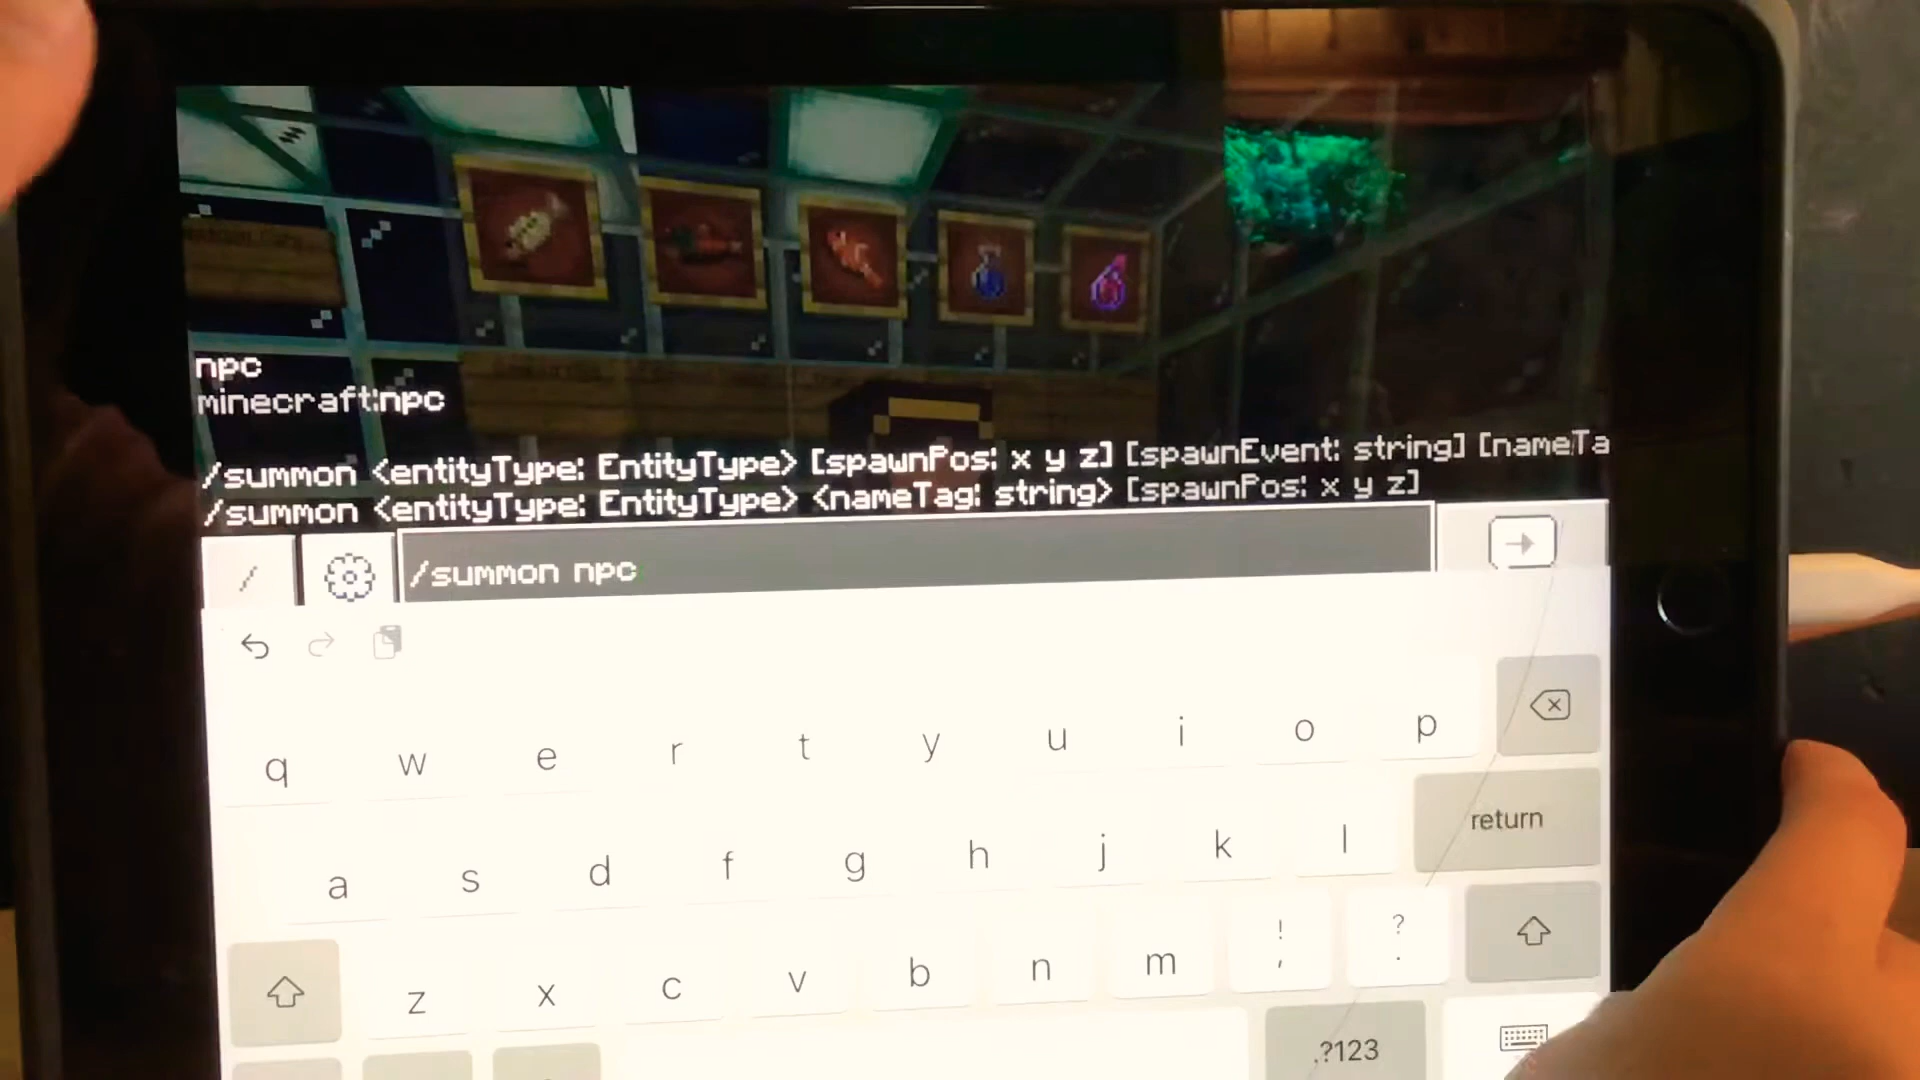 npc
minecraft:npc
/summon <entityType: EntityType> [spawnPos: x y z] [spawnEvent: string] [nameTa
/summon <entityType: EntityType> <nameTag: string> [spawnPos: x y z]
/
/summon npc
q w e r t y u i o p
a s d f g h j k l return
z x c v b n m ! , ? .
.?123